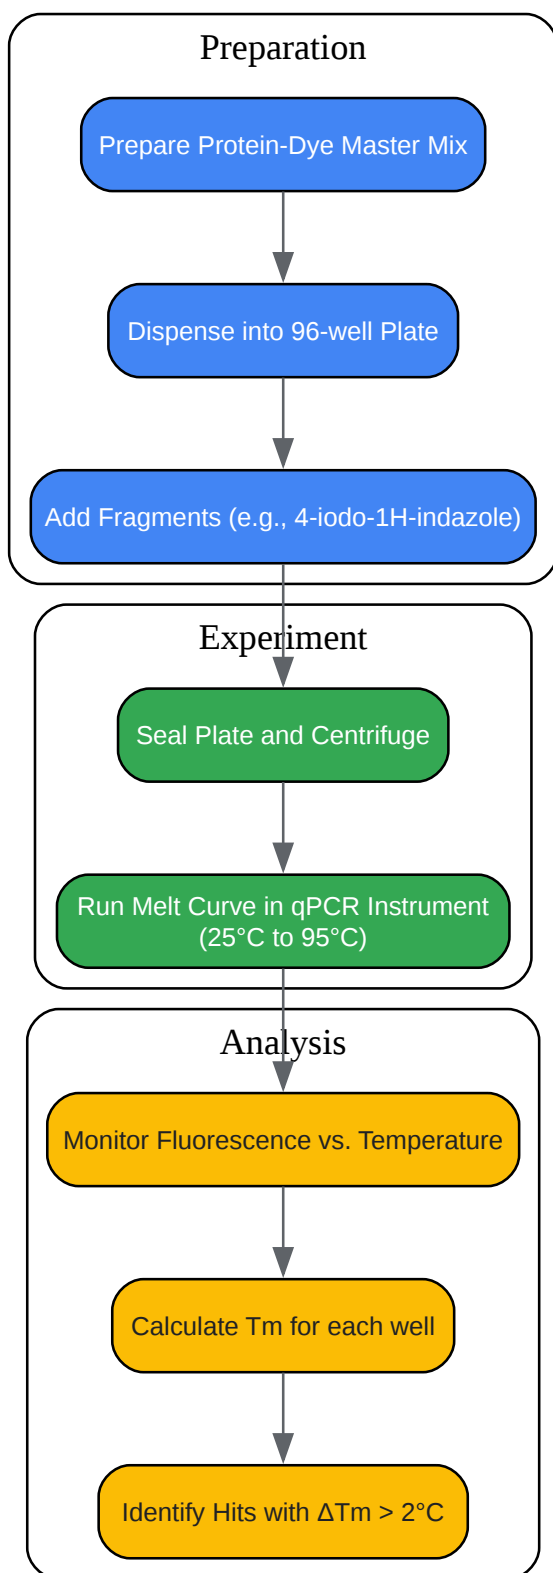 Preparation
Prepare Protein-Dye Master Mix
Dispense into 96-well Plate
Add Fragments (e.g., 4-iodo-1H-indazole)
Experiment
Seal Plate and Centrifuge
Run Melt Curve in qPCR Instrument
(25°C to 95°C)
Analysis
Monitor Fluorescence vs. Temperature
Calculate Tm for each well
Identify Hits with ΔTm > 2°C